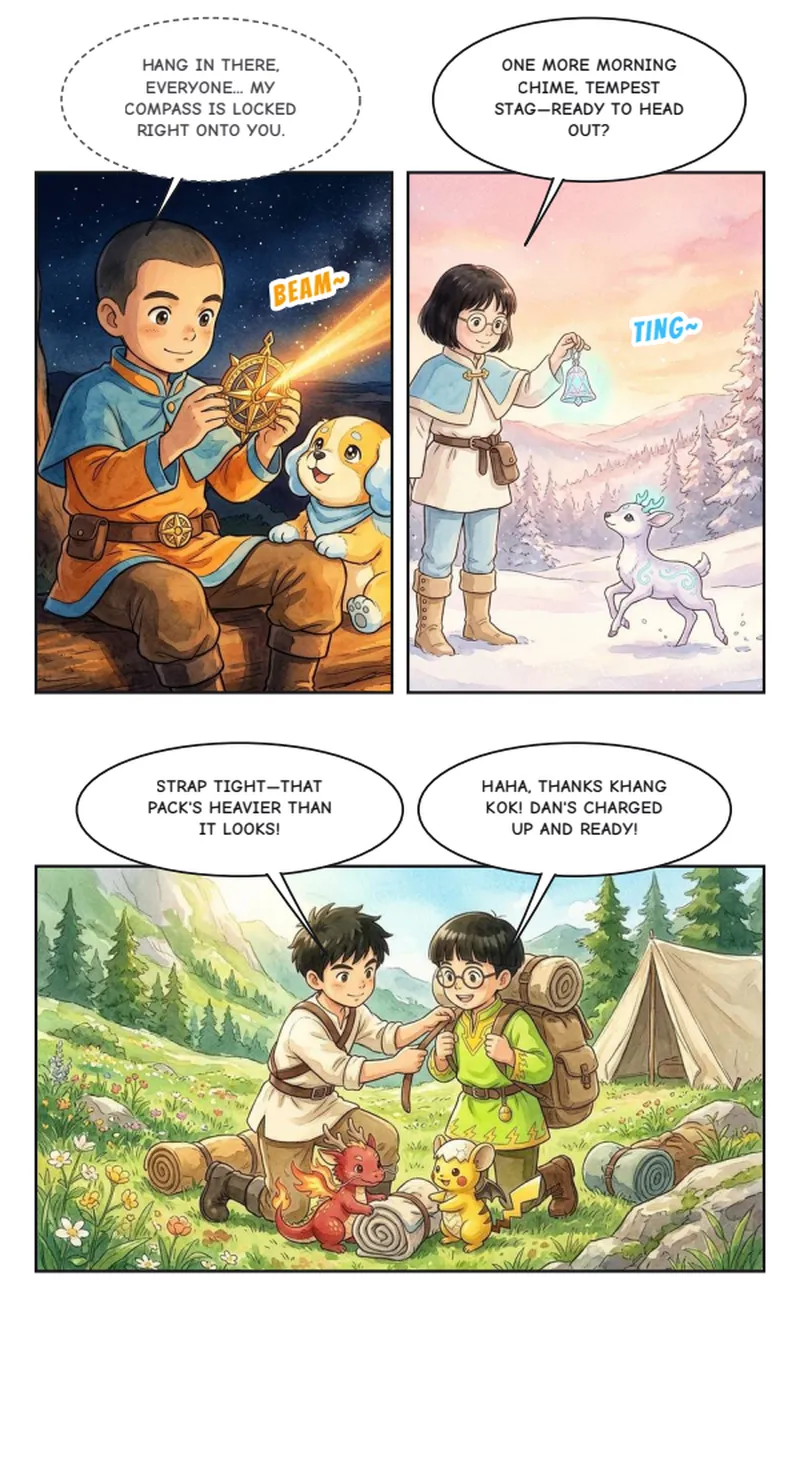 HANG IN THERE,
EVERYONE... MY
COMPASS IS LOCKED
RIGHT ONTO YOU.
BEAM~
ONE MORE MORNING
CHIME, TEMPEST
STAG—READY TO HEAD
OUT?
TING~
STRAP TIGHT—THAT
PACK'S HEAVIER THAN
IT LOOKS!
HAHA, THANKS KHANG
KOK! DAN'S CHARGED
UP AND READY!